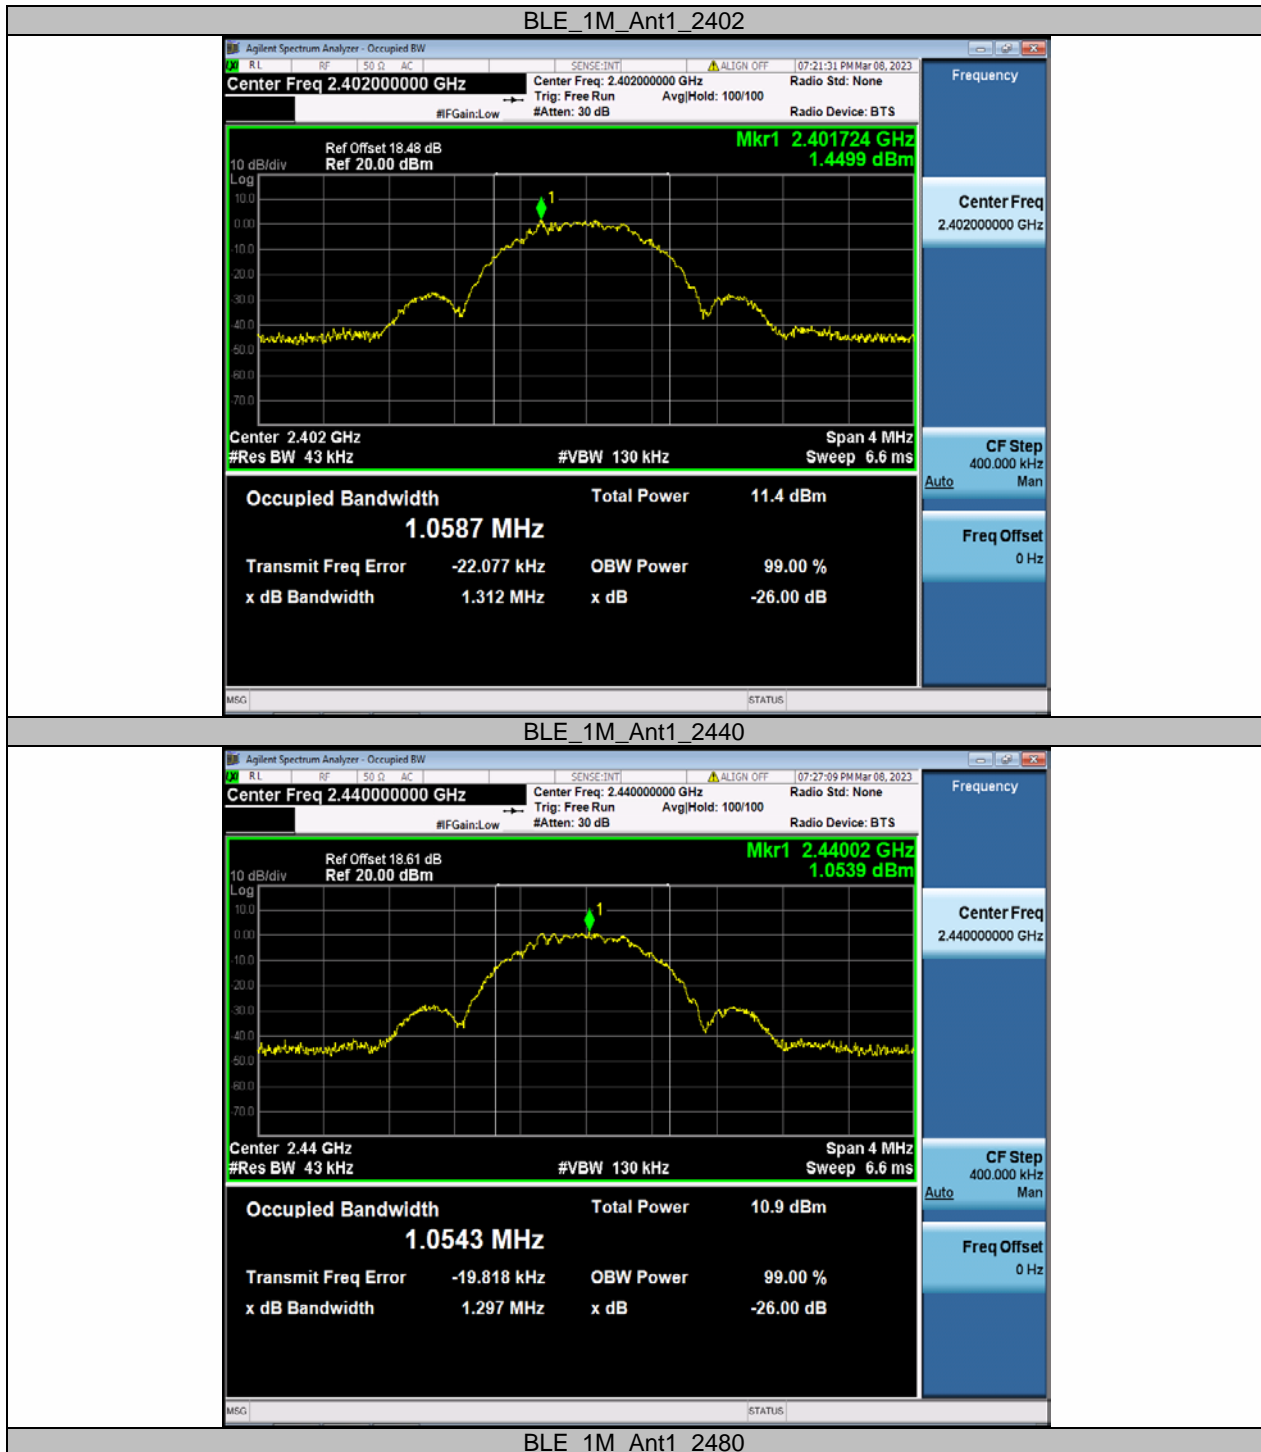 BLE_1M_Ant1_2402
Agilent Spectrum Analyzer - Occupied BW
RL RF 50 Ω AC SENSE:INT ALIGN OFF 07:21:31 PM Mar 08, 2023
Center Freq 2.402000000 GHz
Center Freq: 2.402000000 GHz Radio Std: None
Trig: Free Run Avg|Hold: 100/100
#IFGain:Low #Atten: 30 dB Radio Device: BTS
Frequency
Mkr1 2.401724 GHz
1.4499 dBm
Ref Offset 18.48 dB
10 dB/div Ref 20.00 dBm
Log
10.0
0.00
-10.0
-20.0
-30.0
-40.0
-50.0
-60.0
-70.0
1
Center 2.402 GHz Span 4 MHz
#Res BW 43 kHz #VBW 130 kHz Sweep 6.6 ms
Center Freq
2.402000000 GHz
CF Step
400.000 kHz
Auto Man
Freq Offset
0 Hz
Occupied Bandwidth Total Power 11.4 dBm
1.0587 MHz
Transmit Freq Error -22.077 kHz OBW Power 99.00 %
x dB Bandwidth 1.312 MHz x dB -26.00 dB
MSG STATUS
BLE_1M_Ant1_2440
Agilent Spectrum Analyzer - Occupied BW
RL RF 50 Ω AC SENSE:INT ALIGN OFF 07:27:09 PM Mar 08, 2023
Center Freq 2.440000000 GHz
Center Freq: 2.440000000 GHz Radio Std: None
Trig: Free Run Avg|Hold: 100/100
#IFGain:Low #Atten: 30 dB Radio Device: BTS
Frequency
Mkr1 2.44002 GHz
1.0539 dBm
Ref Offset 18.61 dB
10 dB/div Ref 20.00 dBm
Log
10.0
0.00
-10.0
-20.0
-30.0
-40.0
-50.0
-60.0
-70.0
1
Center 2.44 GHz Span 4 MHz
#Res BW 43 kHz #VBW 130 kHz Sweep 6.6 ms
Center Freq
2.440000000 GHz
CF Step
400.000 kHz
Auto Man
Freq Offset
0 Hz
Occupied Bandwidth Total Power 10.9 dBm
1.0543 MHz
Transmit Freq Error -19.818 kHz OBW Power 99.00 %
x dB Bandwidth 1.297 MHz x dB -26.00 dB
MSG STATUS
BLE_1M_Ant1_2480